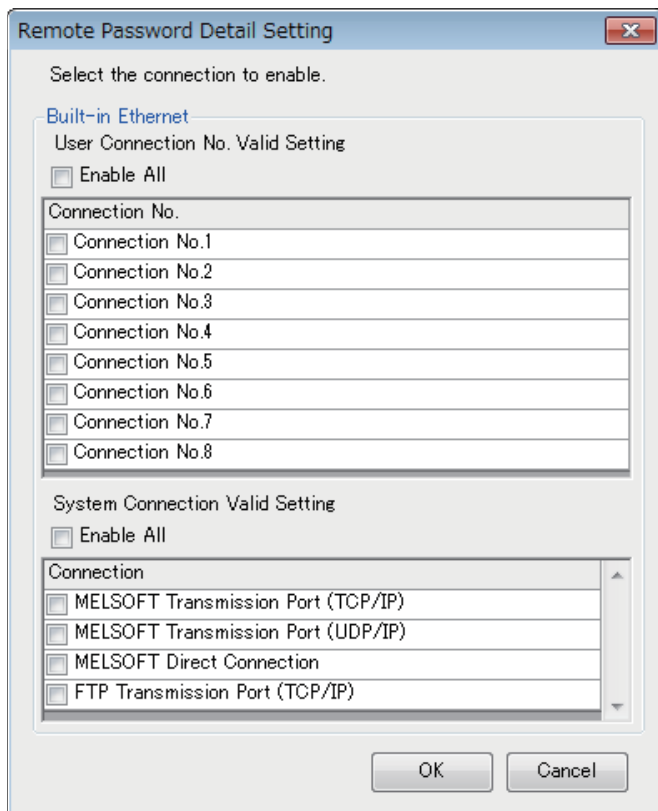 Remote Password Detail Setting
Select the connection to enable.
Built-in Ethernet
User Connection No. Valid Setting
Enable All
Connection No.
Connection No.1
Connection No.2
Connection No.3
Connection No.4
Connection No.5
Connection No.6
Connection No.7
Connection No.8
System Connection Valid Setting
Enable All
Connection
MELSOFT Transmission Port (TCP/IP)
MELSOFT Transmission Port (UDP/IP)
MELSOFT Direct Connection
FTP Transmission Port (TCP/IP)
OK Cancel